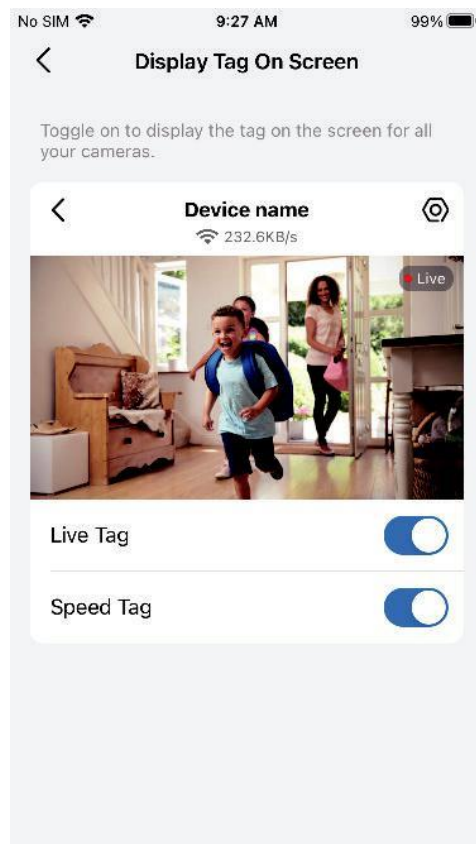 No SIM 9:27 AM 99%
Display Tag On Screen
Toggle on to display the tag on the screen for all
your cameras.
Device name
232.6KB/s
Live
Live Tag
Speed Tag